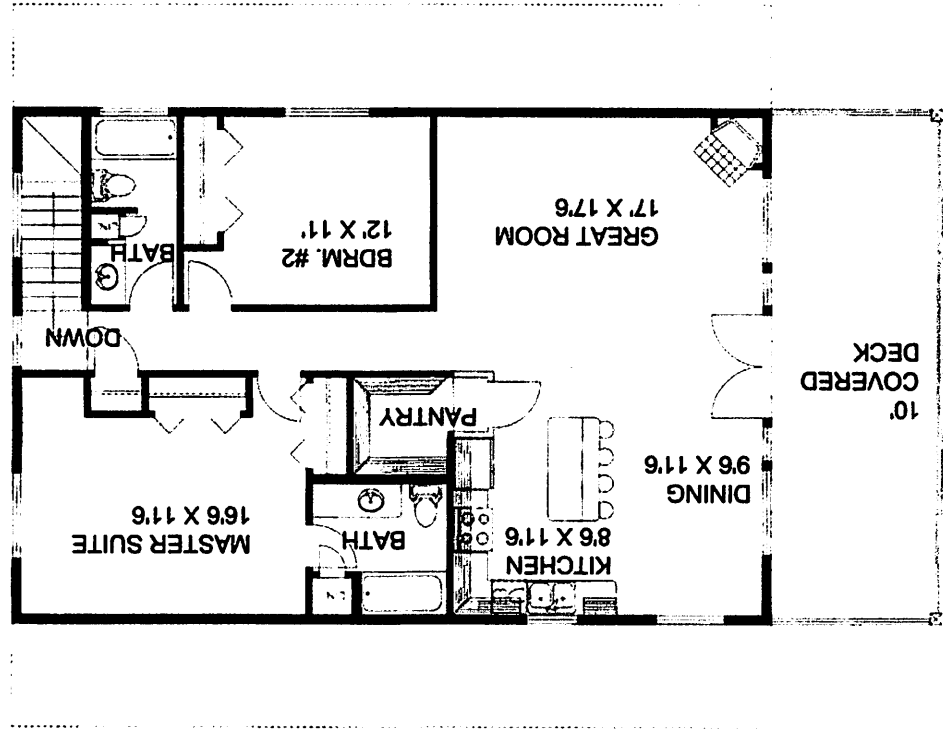 KITCHEN
8'6 X 11'6
BATH
MASTER SUITE
16'6 X 11'6
DINING
9'6 X 11'6
PANTRY
10'
COVERED
DECK
DOWN
GREAT ROOM
17' X 17'6
BDRM. #2
12' X 11'
BATH